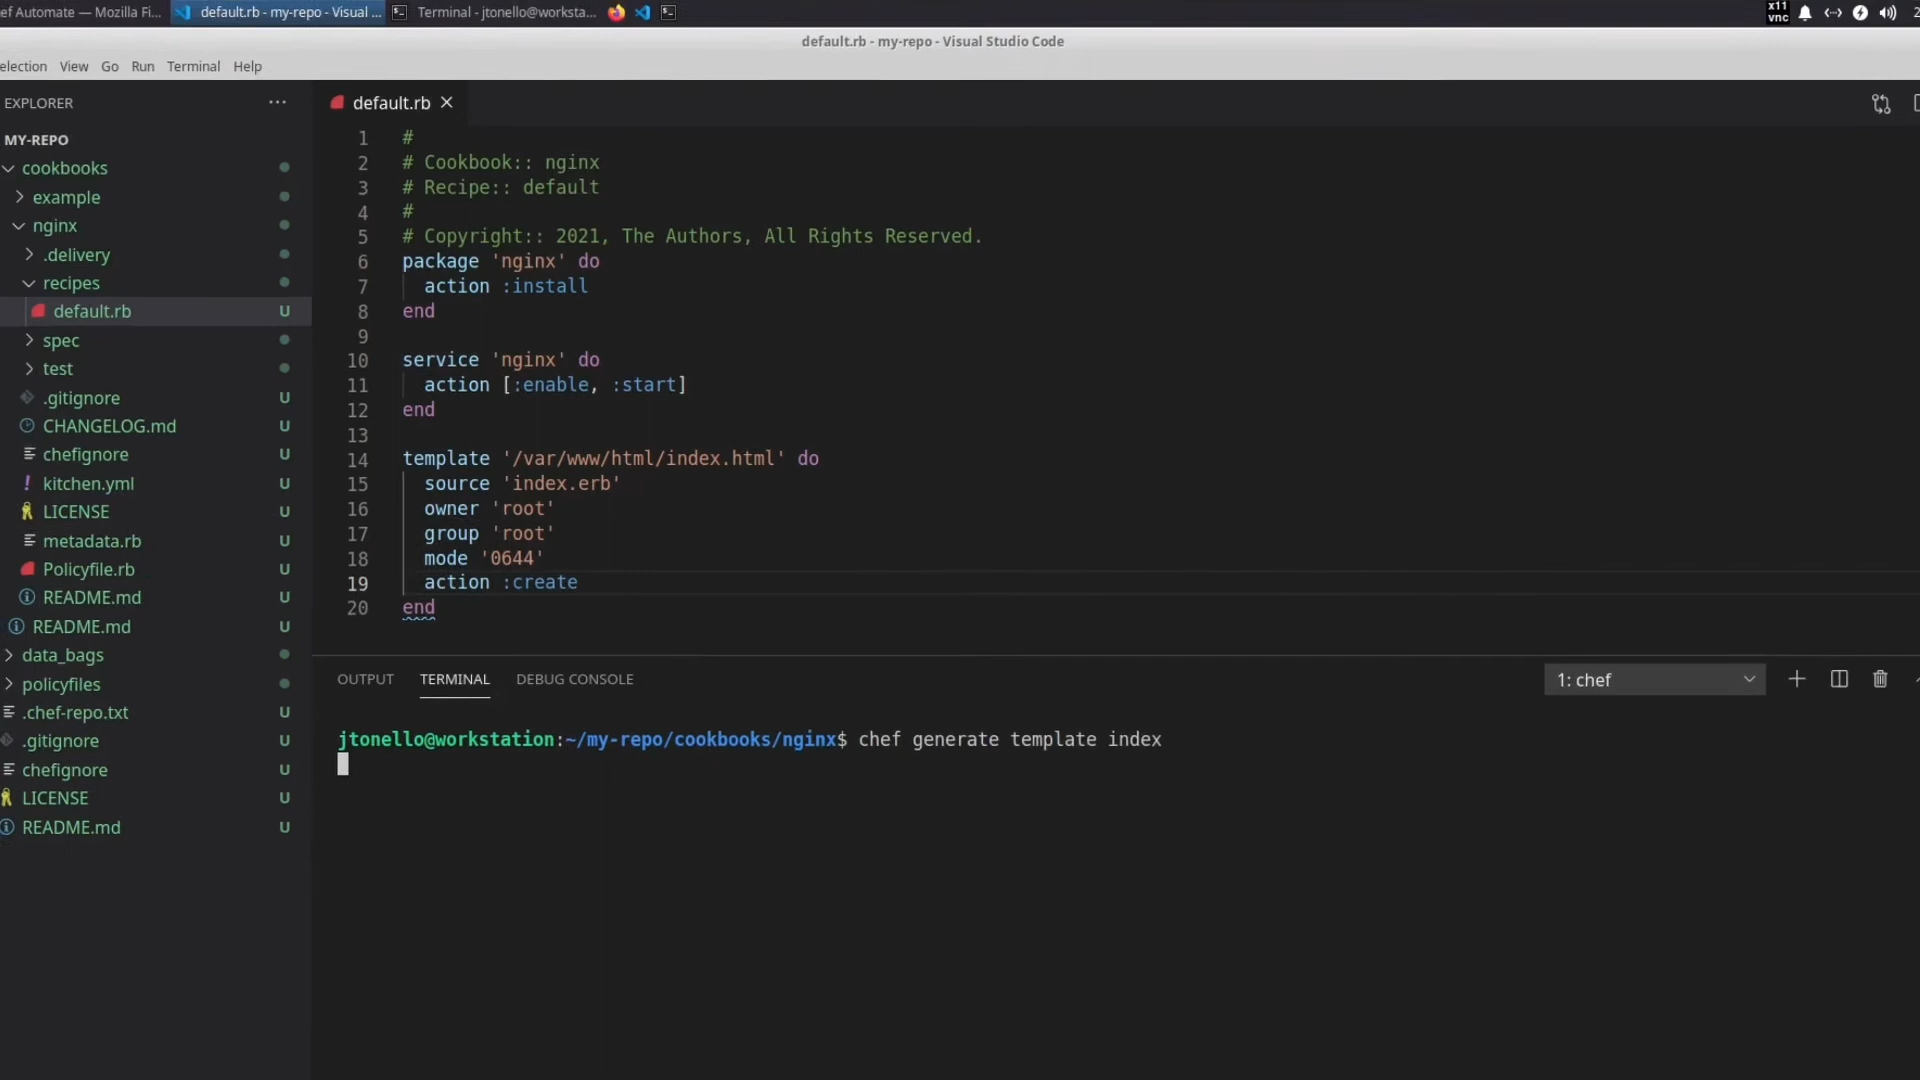 ef Automate — Mozilla Fi...
default.rb - my-repo - Visual ...
Terminal - jtonello@worksta...
x11
vnc
default.rb - my-repo - Visual Studio Code
election View Go Run Terminal Help
EXPLORER
MY-REPO
cookbooks
example
nginx
.delivery
recipes
default.rb U
spec
test
.gitignore U
CHANGELOG.md U
chefignore U
kitchen.yml U
LICENSE U
metadata.rb U
Policyfile.rb U
README.md U
README.md U
data_bags
policyfiles
.chef-repo.txt U
.gitignore U
chefignore U
LICENSE U
README.md U
default.rb
1 #
2 # Cookbook:: nginx
3 # Recipe:: default
4 #
5 # Copyright:: 2021, The Authors, All Rights Reserved.
6 package 'nginx' do
7 action :install
8 end
9
10 service 'nginx' do
11 action [:enable, :start]
12 end
13
14 template '/var/www/html/index.html' do
15 source 'index.erb'
16 owner 'root'
17 group 'root'
18 mode '0644'
19 action :create
20 end
OUTPUT TERMINAL DEBUG CONSOLE
1: chef
jtonello@workstation:~/my-repo/cookbooks/nginx$ chef generate template index